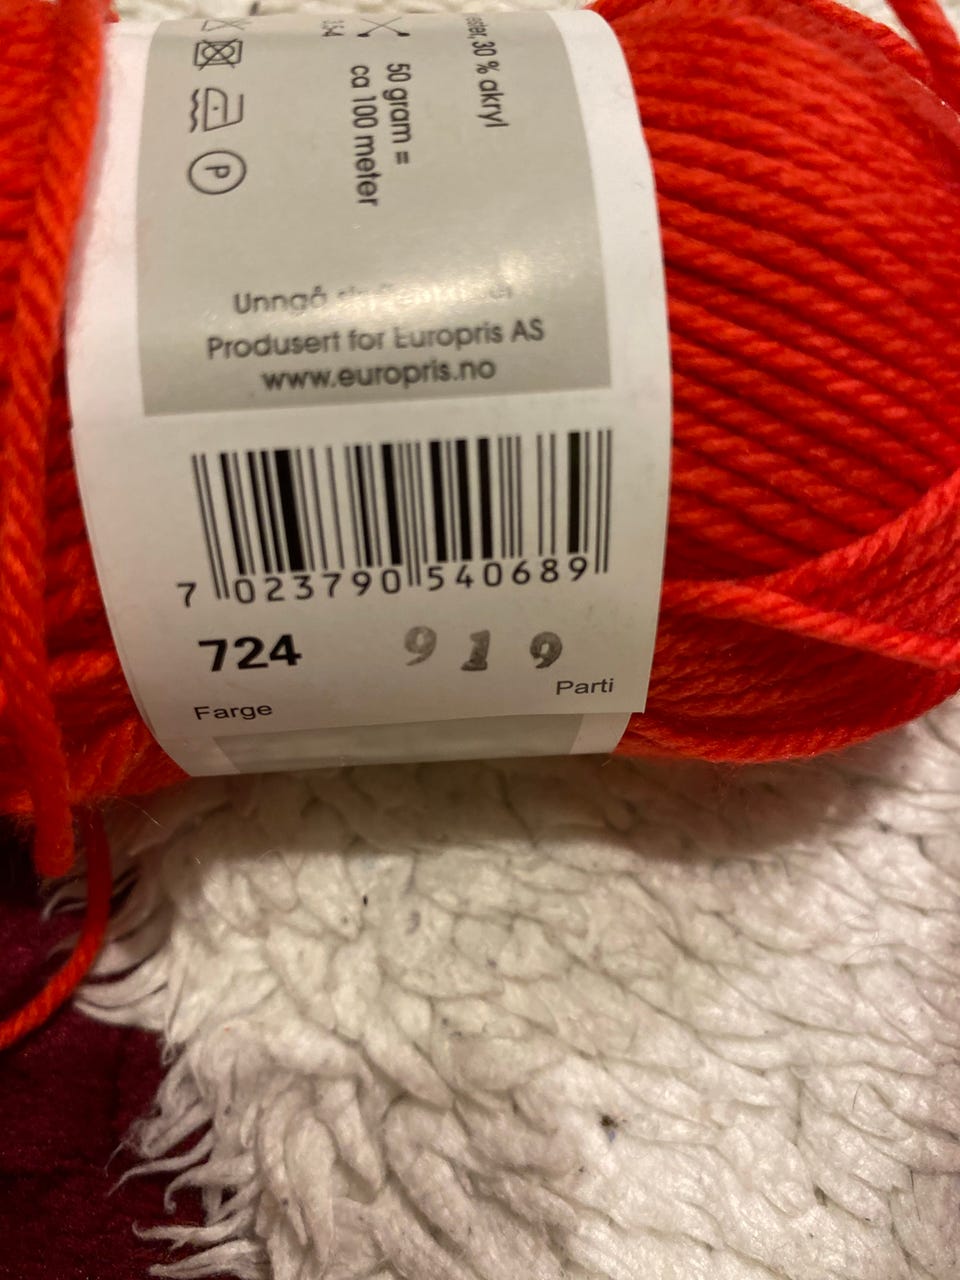 30 % akryl
50 gram =
ca 100 meter
P
Unngå
Produsert for Europris AS
www.europris.no
7 023790 540689
724 919
Farge Parti